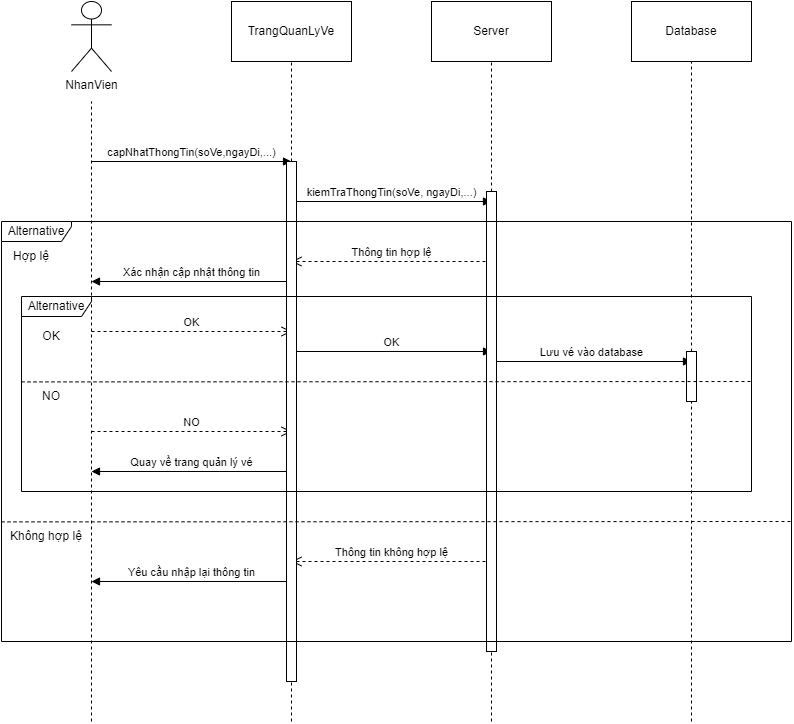 NhanVien
TrangQuanLyVe
Server
Database
capNhatThongTin(soVe,ngayDi,...)
kiemTraThongTin(soVe, ngayDi,...)
Alternative
Hợp lệ
Thông tin hợp lệ
Xác nhận cập nhật thông tin
Alternative
OK
OK
OK
Lưu vé vào database
NO
NO
Quay về trang quản lý vé
Không hợp lệ
Thông tin không hợp lệ
Yêu cầu nhập lại thông tin